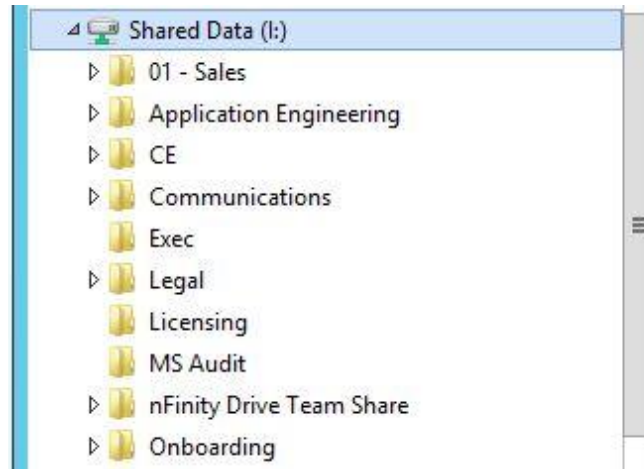 Shared Data (I:)
01 - Sales
Application Engineering
CE
Communications
Exec
Legal
Licensing
MS Audit
nFinity Drive Team Share
Onboarding